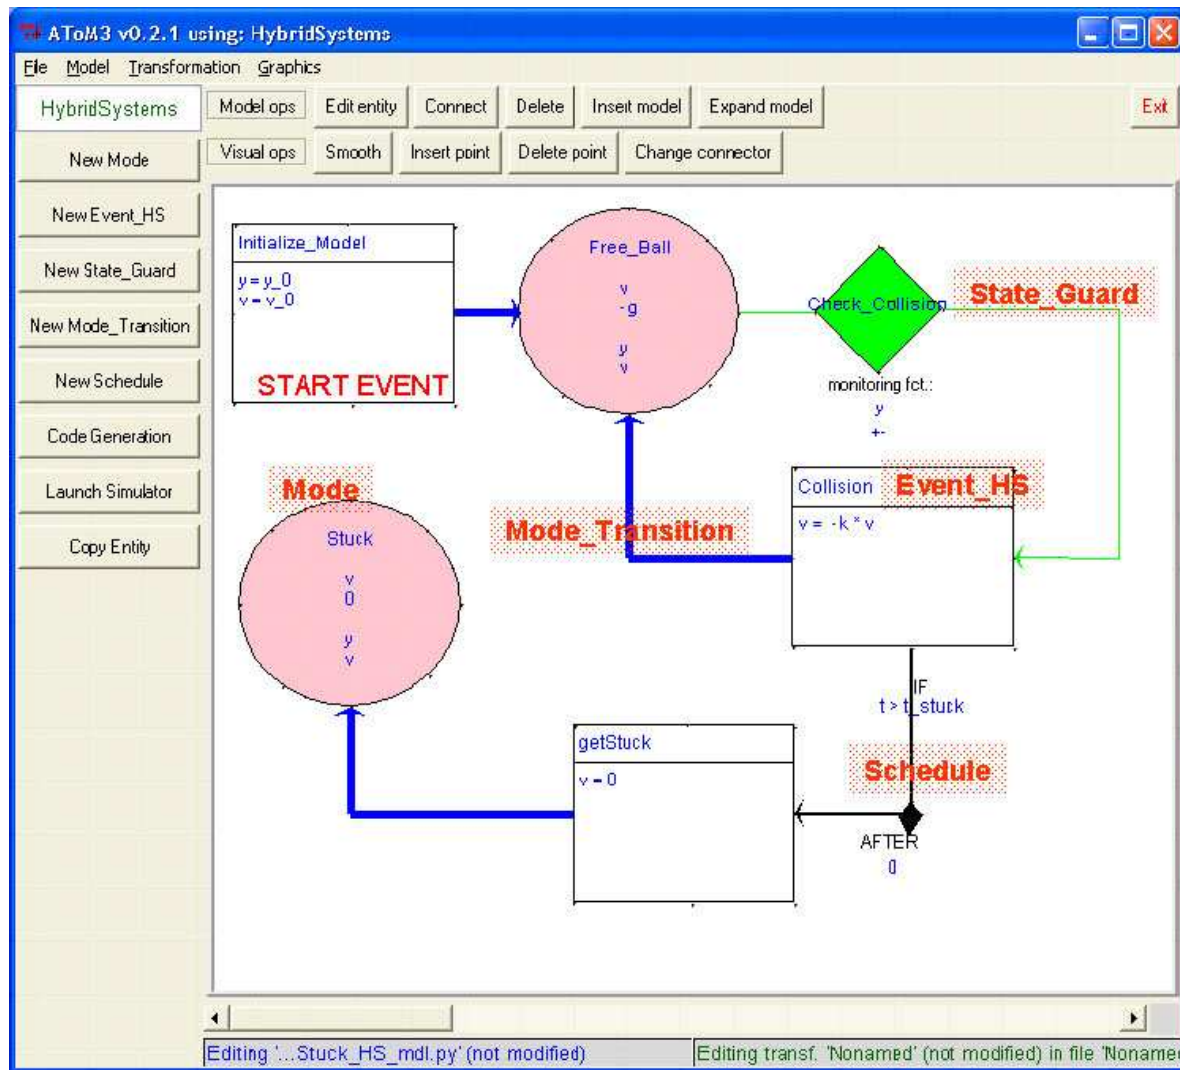 AToM3 v0.2.1 using: HybridSystems
File Model Transformation Graphics
HybridSystems
Model ops Edit entity Connect Delete Insert model Expand model Exit
Visual ops Smooth Insert point Delete point Change connector
New Mode
New Event_HS
New State_Guard
New Mode_Transition
New Schedule
Code Generation
Launch Simulator
Copy Entity
Initialize_Model
y = y_0
v = v_0
START EVENT
Free_Ball
v
-g
y
v
Check_Collision
State_Guard
monitoring fct.:
y
+-
Mode
Stuck
v
0
y
v
Mode_Transition
Collision
Event_HS
v = -k * v
IF
t > t_stuck
Schedule
AFTER
0
getStuck
v = 0
Editing '...Stuck_HS_mdl.py' (not modified)
Editing transf. 'Nonamed' (not modified) in file 'Noname